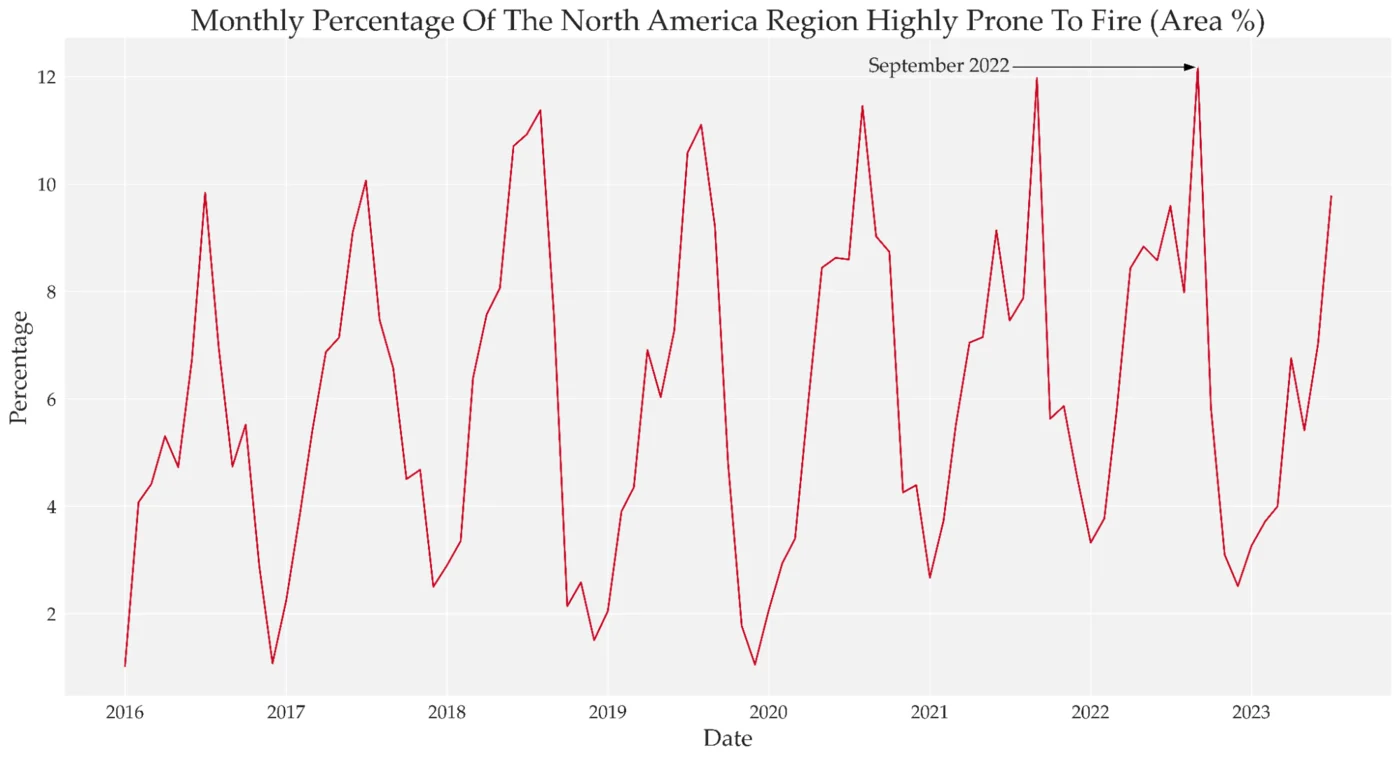 Monthly Percentage Of The North America Region Highly Prone To Fire (Area %)
September 2022
12
10
8
6
4
2
Percentage
2016 2017 2018 2019 2020 2021 2022 2023
Date